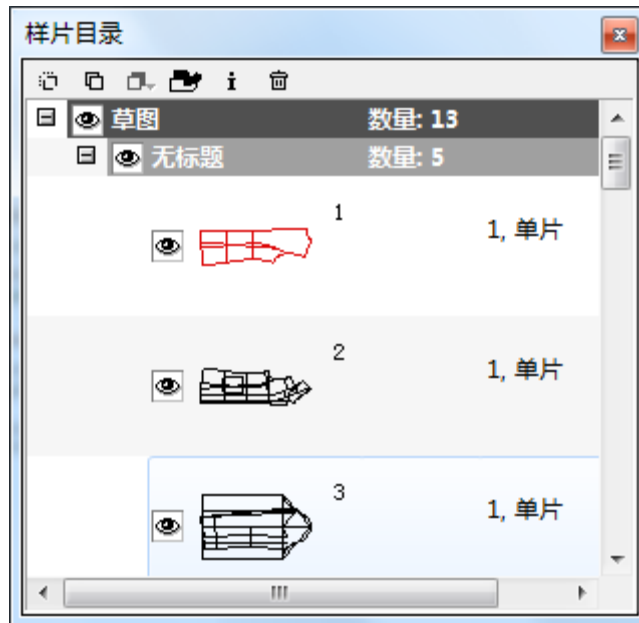 样片目录
草图 数量: 13
无标题 数量: 5
1 1, 单片
2 1, 单片
3 1, 单片